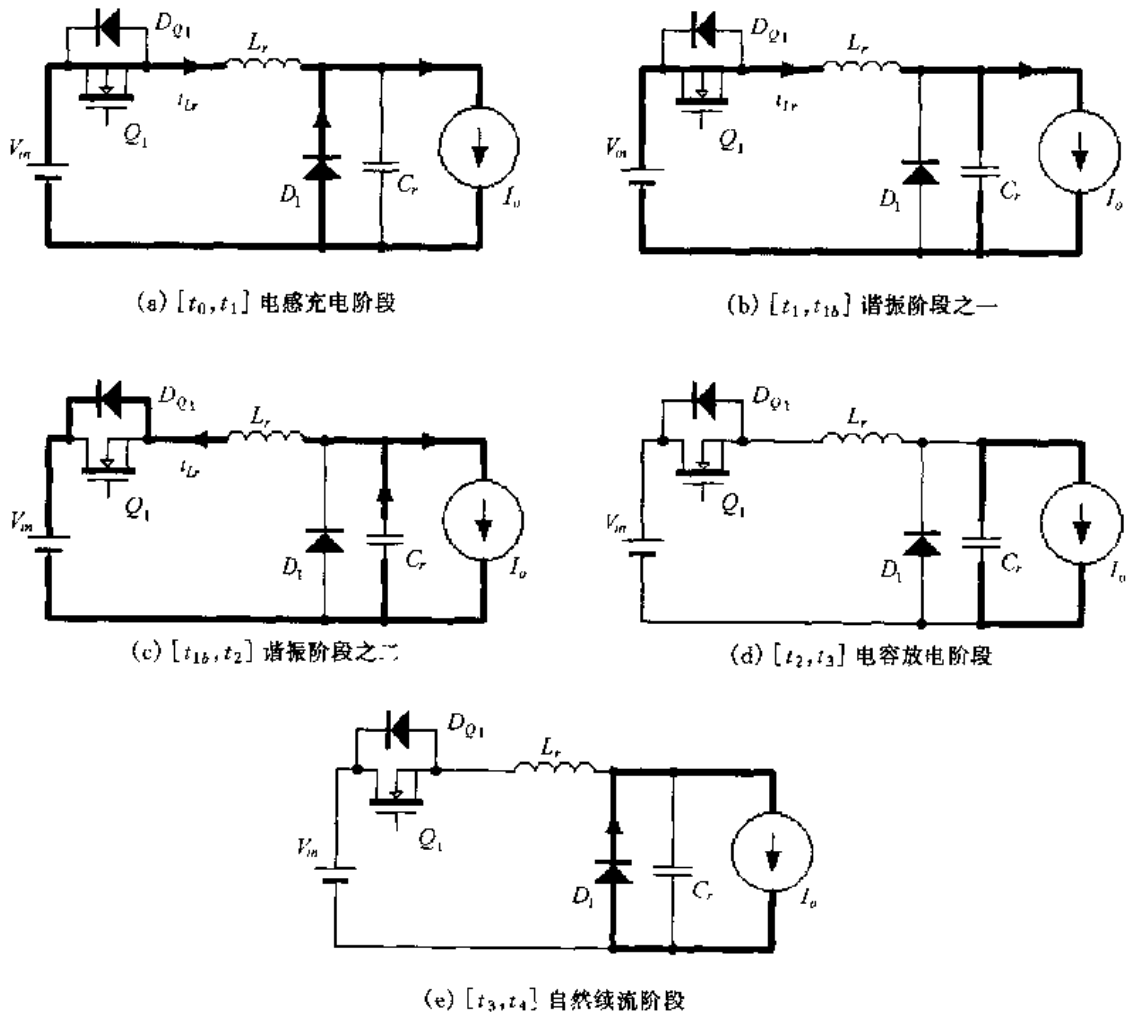 D_{Q1}
L_r
i_{Lr}
Q_1
V_{in}
D_1
C_r
I_o
(a) [t_0, t_1] 电感充电阶段
D_{Q1}
L_r
i_{Lr}
Q_1
V_{in}
D_1
C_r
I_o
(b) [t_1, t_{1b}] 谐振阶段之一
D_{Q1}
L_r
i_{Lr}
Q_1
V_{in}
D_1
C_r
I_o
(c) [t_{1b}, t_2] 谐振阶段之二
D_{Q1}
L_r
Q_1
V_{in}
D_1
C_r
I_o
(d) [t_2, t_3] 电容放电阶段
D_{Q1}
L_r
Q_1
V_{in}
D_1
C_r
I_o
(e) [t_3, t_4] 自然续流阶段